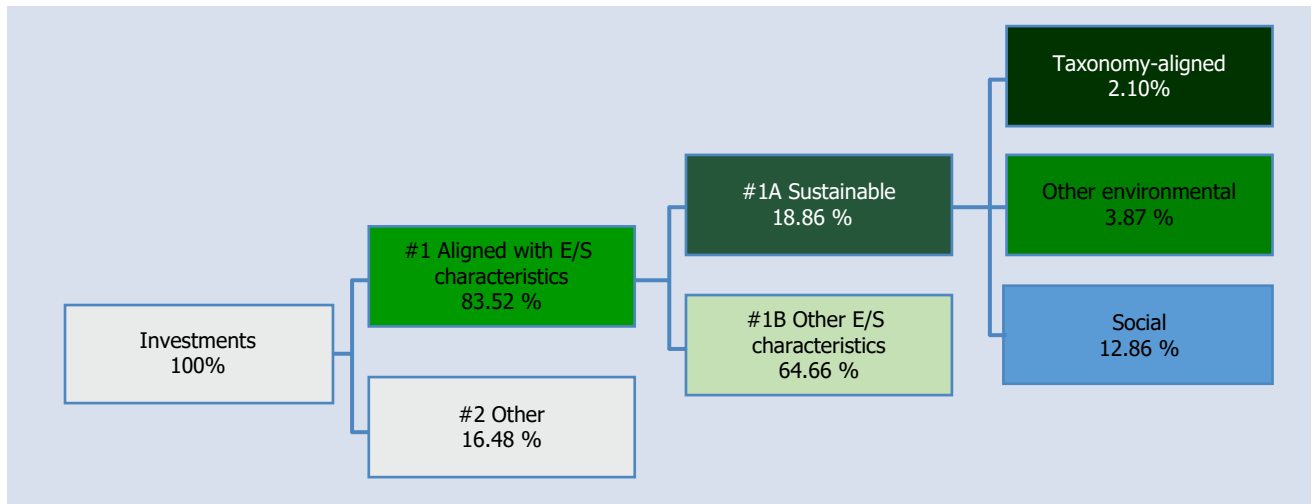 Investments
100%
#1 Aligned with E/S
characteristics
83.52 %
#2 Other
16.48 %
#1A Sustainable
18.86 %
#1B Other E/S
characteristics
64.66 %
Taxonomy-aligned
2.10%
Other environmental
3.87 %
Social
12.86 %